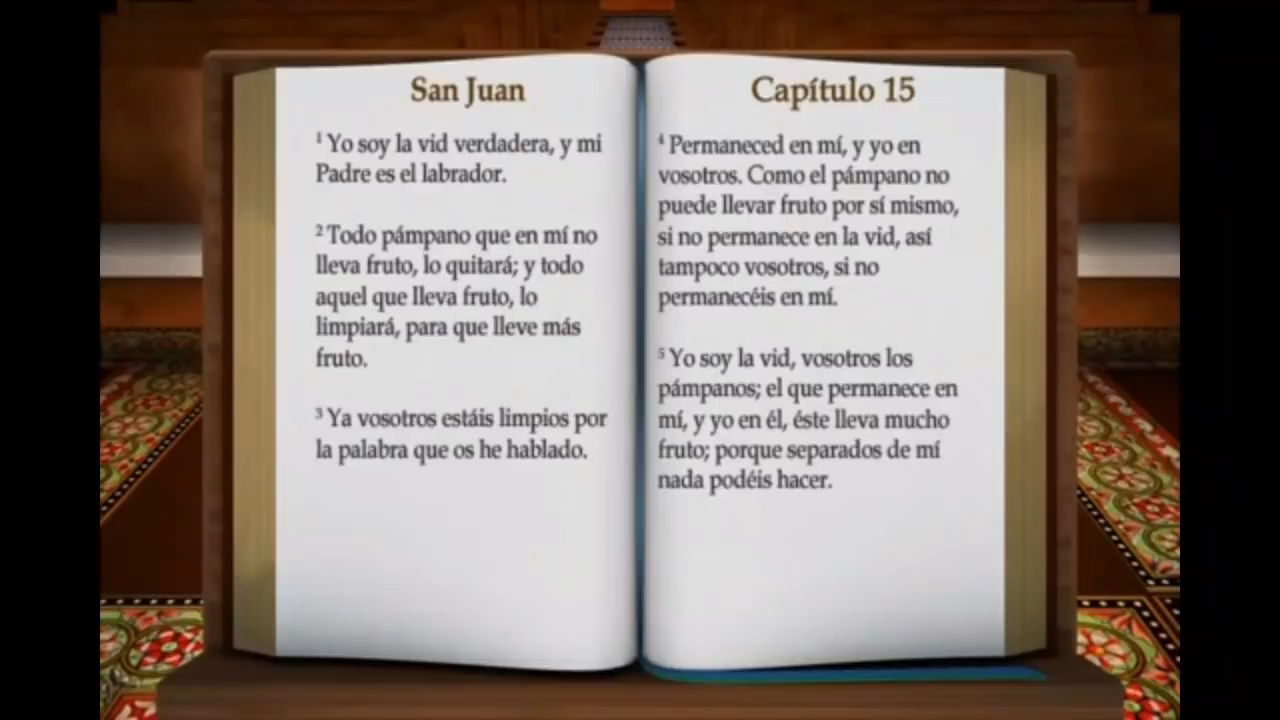 San Juan
¹ Yo soy la vid verdadera, y mi
Padre es el labrador.
² Todo pámpano que en mí no
lleva fruto, lo quitará; y todo
aquel que lleva fruto, lo
limpiará, para que lleve más
fruto.
³ Ya vosotros estáis limpios por
la palabra que os he hablado.
Capítulo 15
⁴ Permaneced en mí, y yo en
vosotros. Como el pámpano no
puede llevar fruto por sí mismo,
si no permanece en la vid, así
tampoco vosotros, si no
permanecéis en mí.
⁵ Yo soy la vid, vosotros los
pámpanos; el que permanece en
mí, y yo en él, éste lleva mucho
fruto; porque separados de mí
nada podéis hacer.